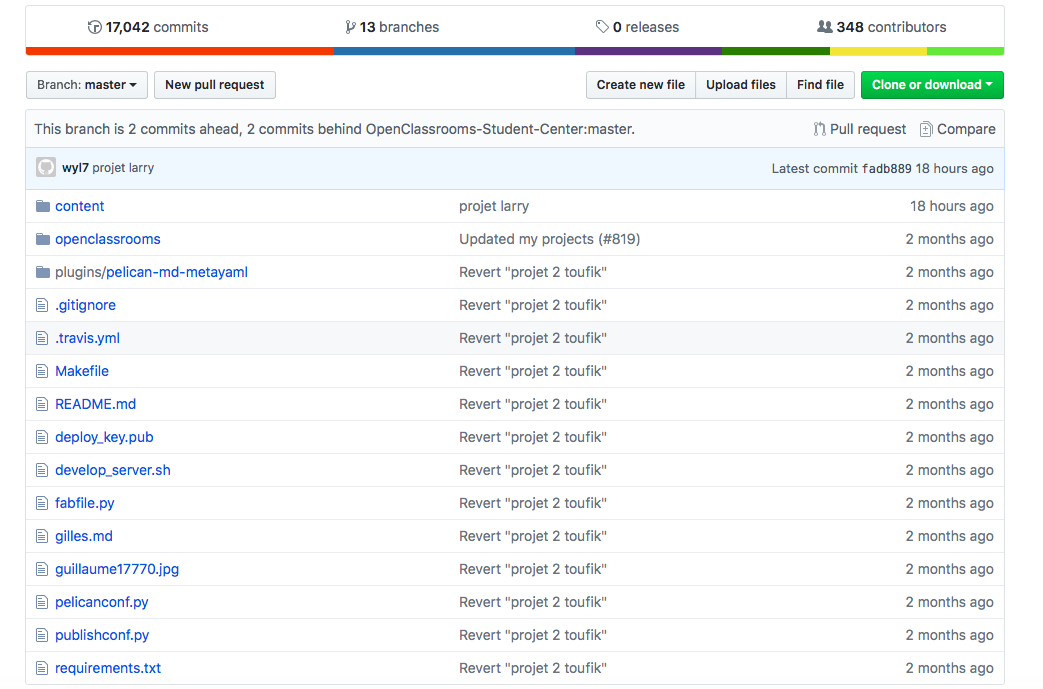 17,042 commits 13 branches 0 releases 348 contributors
Branch: master New pull request Create new file Upload files Find file Clone or download
This branch is 2 commits ahead, 2 commits behind OpenClassrooms-Student-Center:master. Pull request Compare
wyl7 projet larry Latest commit fadb889 18 hours ago
content projet larry 18 hours ago
openclassrooms Updated my projects (#819) 2 months ago
plugins/pelican-md-metayaml Revert "projet 2 toufik" 2 months ago
.gitignore Revert "projet 2 toufik" 2 months ago
.travis.yml Revert "projet 2 toufik" 2 months ago
Makefile Revert "projet 2 toufik" 2 months ago
README.md Revert "projet 2 toufik" 2 months ago
deploy_key.pub Revert "projet 2 toufik" 2 months ago
develop_server.sh Revert "projet 2 toufik" 2 months ago
fabfile.py Revert "projet 2 toufik" 2 months ago
gilles.md Revert "projet 2 toufik" 2 months ago
guillaume17770.jpg Revert "projet 2 toufik" 2 months ago
pelicanconf.py Revert "projet 2 toufik" 2 months ago
publishconf.py Revert "projet 2 toufik" 2 months ago
requirements.txt Revert "projet 2 toufik" 2 months ago